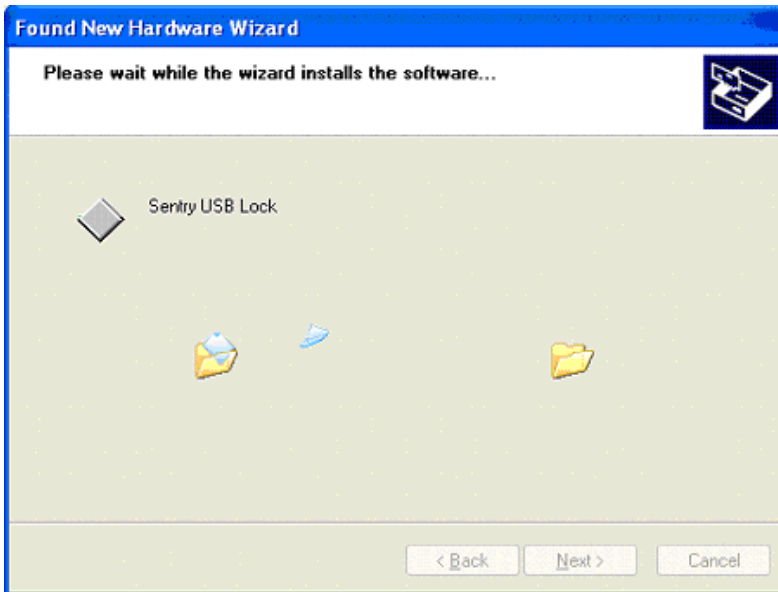 Found New Hardware Wizard
Please wait while the wizard installs the software...
Sentry USB Lock
< Back
Next >
Cancel